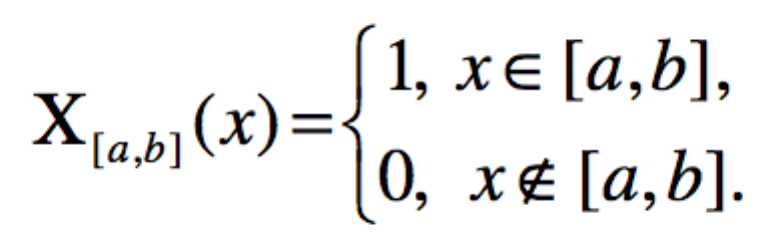 X[a,b](x)={1, x∈[a,b],
0, x∉[a,b].